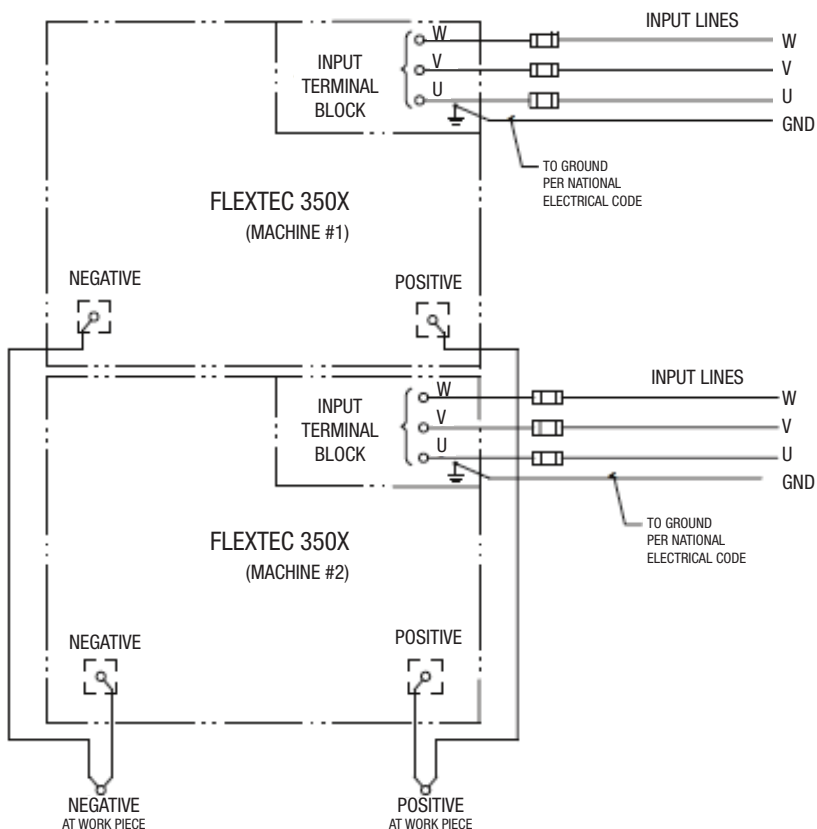 INPUT LINES
W
V
U
INPUT
TERMINAL
BLOCK
W
V
U
GND
TO GROUND
PER NATIONAL
ELECTRICAL CODE
FLEXTEC 350X
(MACHINE #1)
NEGATIVE
POSITIVE
INPUT LINES
W
V
U
INPUT
TERMINAL
BLOCK
W
V
U
GND
TO GROUND
PER NATIONAL
ELECTRICAL CODE
FLEXTEC 350X
(MACHINE #2)
NEGATIVE
POSITIVE
NEGATIVE
AT WORK PIECE
POSITIVE
AT WORK PIECE